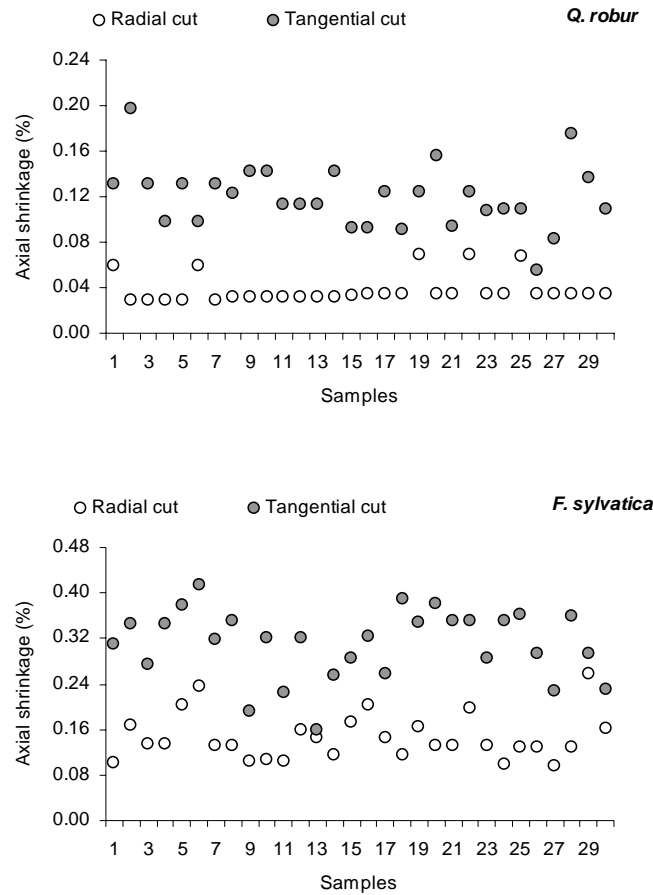 Radial cut Tangential cut Q. robur
0.24
0.20
0.16
0.12
0.08
0.04
0.00
Axial shrinkage (%)
1 3 5 7 9 11 13 15 17 19 21 23 25 27 29
Samples
Radial cut Tangential cut F. sylvatica
0.48
0.40
0.32
0.24
0.16
0.08
0.00
Axial shrinkage (%)
1 3 5 7 9 11 13 15 17 19 21 23 25 27 29
Samples